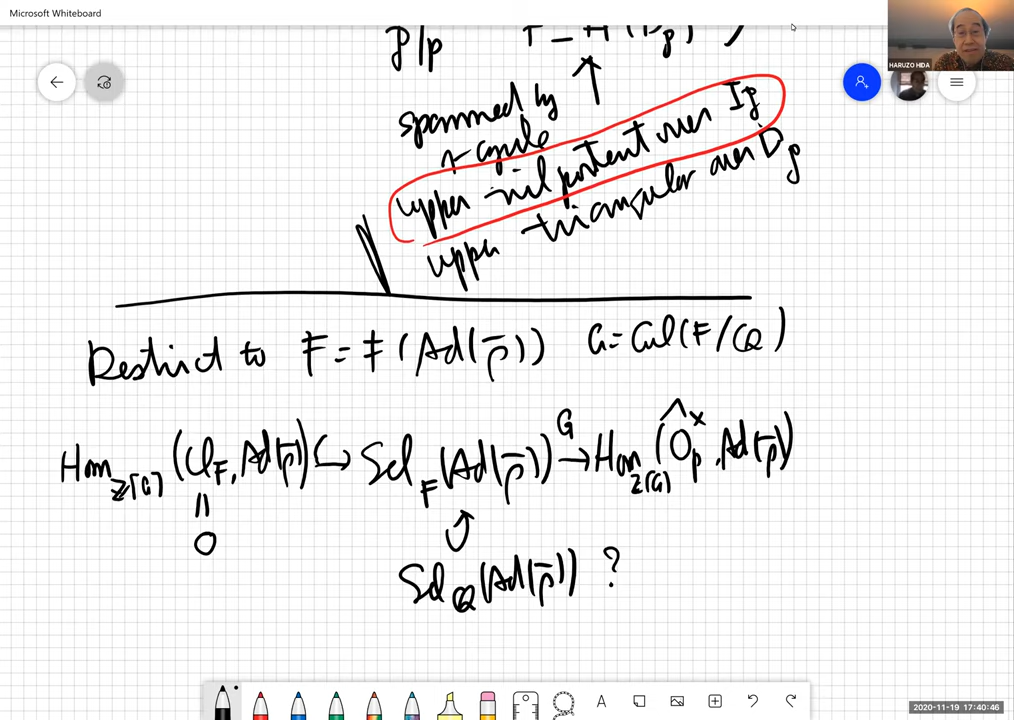 Microsoft Whiteboard
HARUZO HIDA
spanned by
upper nilpotent over I_p
upper triangular over D_p
Restrict to F = F(Ad(ρ̄)) G = Gal(F/Q)
Hom_{Z[G]}(Cl_F, Ad(ρ̄)) ↪ Sel_F(Ad(ρ̄))^G → Hom_{Z[G]}(Ô_p^×, Ad(ρ̄))
||
0
Sel_Q(Ad(ρ̄)) ?
2020-11-19 17:40:46